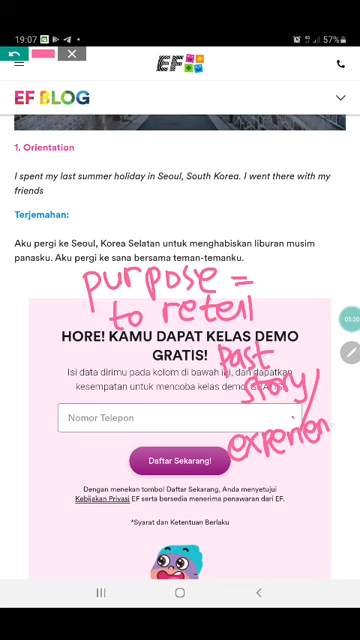 19:07
57%
EF
EF BLOG
1. Orientation
I spent my last summer holiday in Seoul, South Korea. I went there with my
friends
Terjemahan:
Aku pergi ke Seoul, Korea Selatan untuk menghabiskan liburan musim
panasku. Aku pergi ke sana bersama teman-temanku.
purpose =
to retell
past
story/
experien
HORE! KAMU DAPAT KELAS DEMO
GRATIS!
Isi data dirimu pada kolom di bawah ini, dan dapatkan
kesempatan untuk mencoba kelas demo GRATIS!
Nomor Telepon
Daftar Sekarang!
Dengan menekan tombol Daftar Sekarang, Anda menyetujui
Kebijakan Privasi EF serta bersedia menerima penawaran dari EF.
*Syarat dan Ketentuan Berlaku